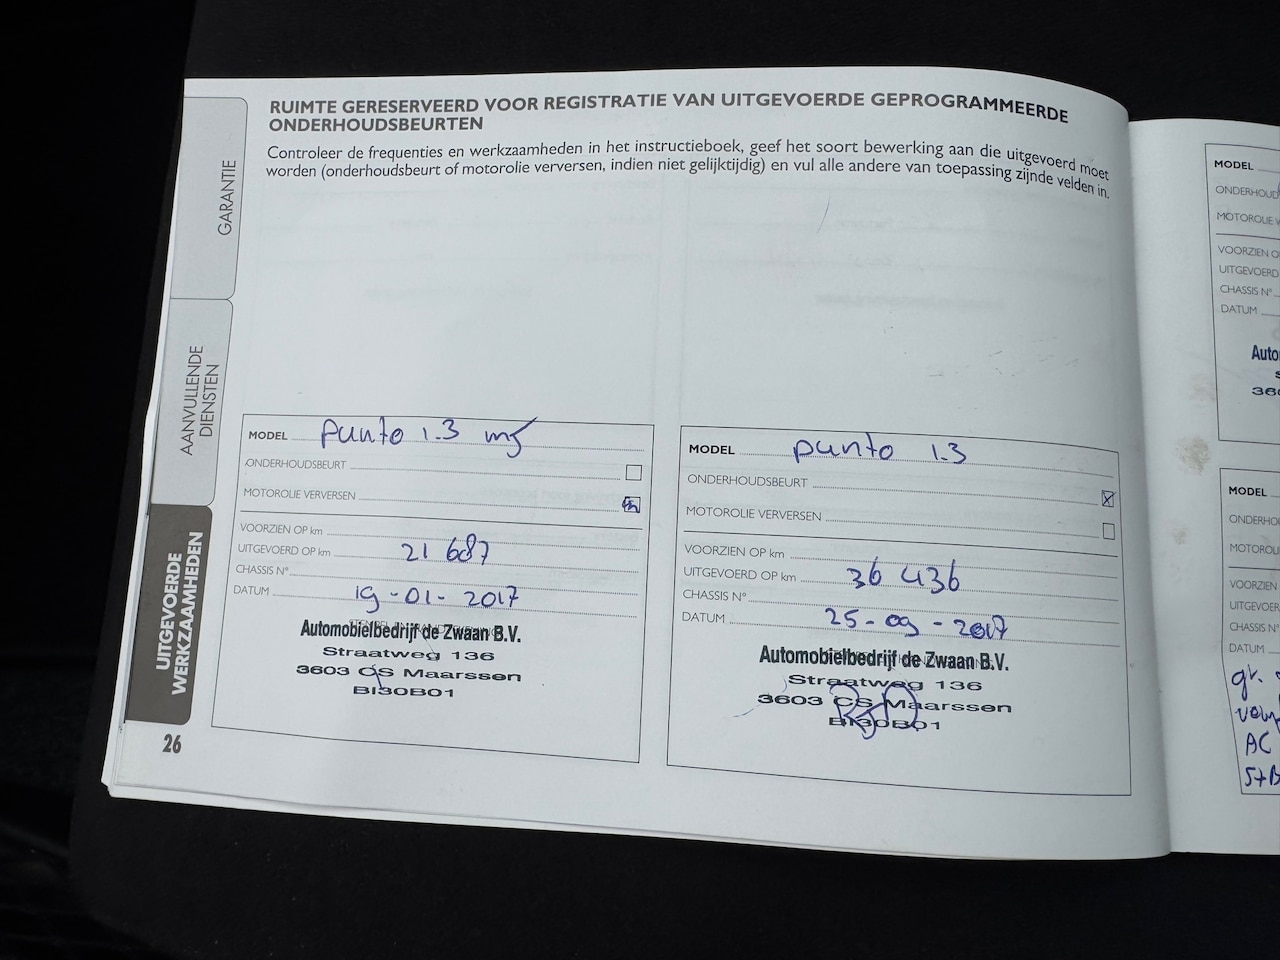 RUIMTE GERESERVEERD VOOR REGISTRATIE VAN UITGEVOERDE GEPROGRAMMEERDE
ONDERHOUDSBEURTEN
Controleer de frequenties en werkzaamheden in het instructieboek, geef het soort bewerking aan die uitgevoerd moet
worden (onderhoudsbeurt of motorolie verversen, indien niet gelijktijdig) en vul alle andere van toepassing zijnde velden in.
GARANTIE
AANVULLENDE
DIENSTEN
UITGEVOERDE
WERKZAAMHEDEN
26
MODEL punto 1.3 mj
ONDERHOUDSBEURT
MOTOROLIE VERVERSEN
VOORZIEN OP km
UITGEVOERD OP km 21 687
CHASSIS N°
DATUM 19-01-2017
Automobielbedrijf de Zwaan B.V.
Straatweg 136
3603 CS Maarssen
BI30B01
MODEL punto 1.3
ONDERHOUDSBEURT X
MOTOROLIE VERVERSEN
VOORZIEN OP km
UITGEVOERD OP km 36 436
CHASSIS N°
DATUM 25-09-2017
Automobielbedrijf de Zwaan B.V.
Straatweg 136
3603 CS Maarssen
BI30B01
MODEL
ONDERHOUD
MOTOROLIE V
VOORZIEN O
UITGEVOERD
CHASSIS N°
DATUM
Auto
S
360
MODEL
ONDERHO
MOTOROLI
VOORZIEN
UITGEVOER
CHASSIS N°
DATUM
gr.
AC